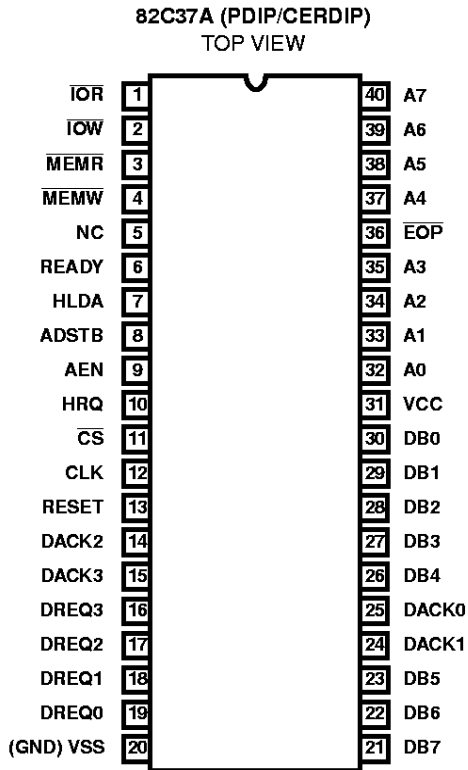 82C37A (PDIP/CERDIP)
TOP VIEW
IOR 1 40 A7
IOW 2 39 A6
MEMR 3 38 A5
MEMW 4 37 A4
NC 5 36 EOP
READY 6 35 A3
HLDA 7 34 A2
ADSTB 8 33 A1
AEN 9 32 A0
HRQ 10 31 VCC
CS 11 30 DB0
CLK 12 29 DB1
RESET 13 28 DB2
DACK2 14 27 DB3
DACK3 15 26 DB4
DREQ3 16 25 DACK0
DREQ2 17 24 DACK1
DREQ1 18 23 DB5
DREQ0 19 22 DB6
(GND) VSS 20 21 DB7